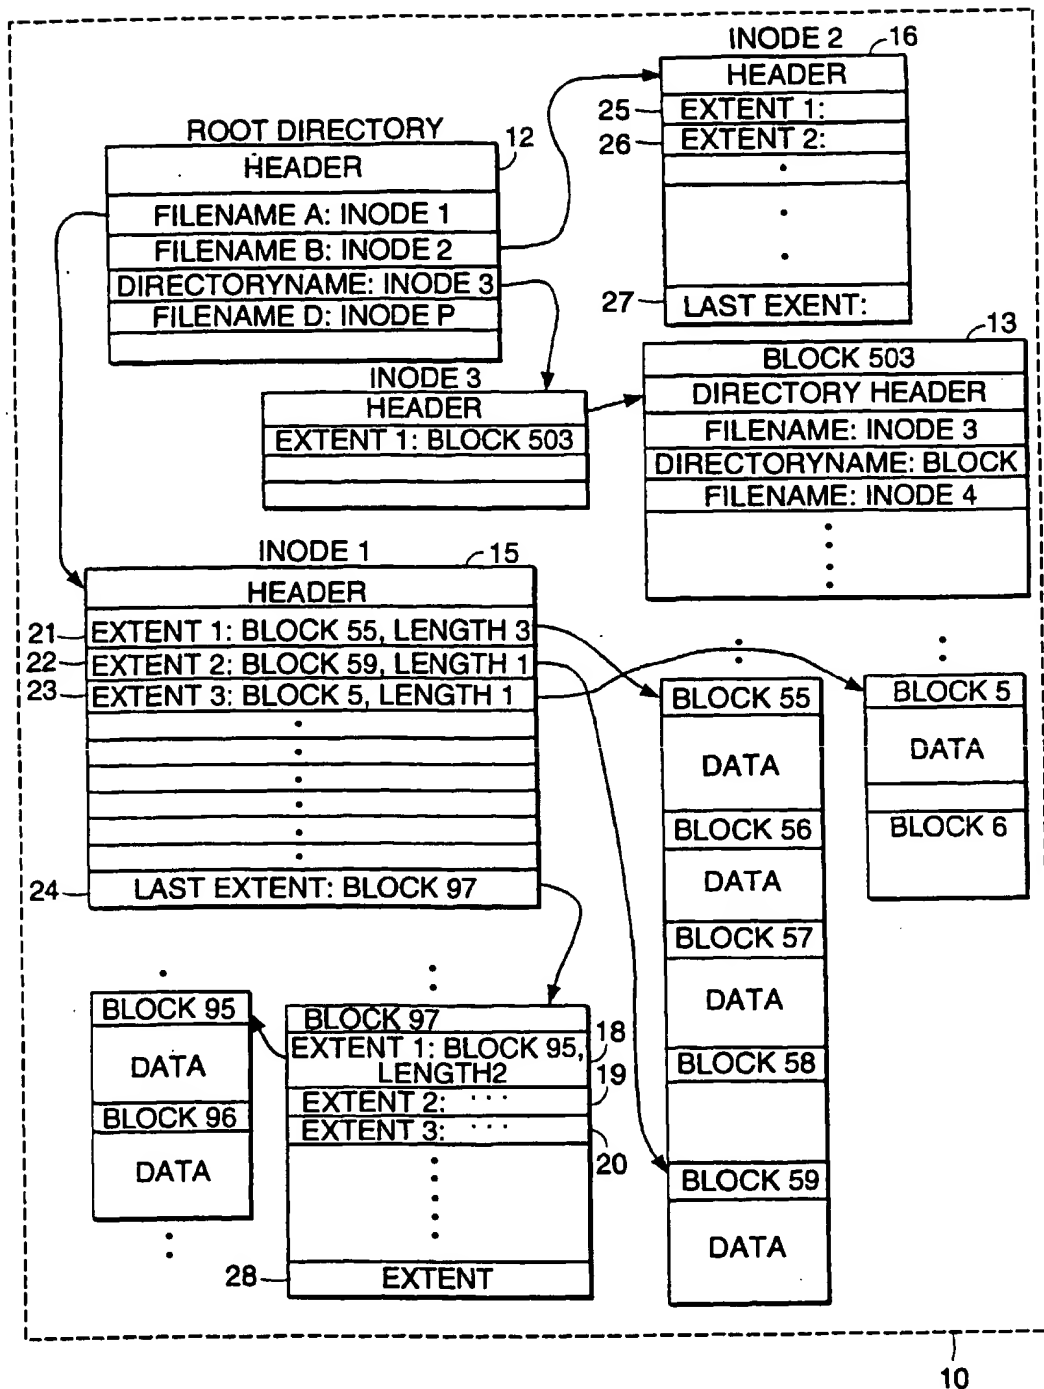 INODE 2
16
HEADER
25
EXTENT 1:
26
EXTENT 2:
27
LAST EXENT:
ROOT DIRECTORY
12
HEADER
FILENAME A: INODE 1
FILENAME B: INODE 2
DIRECTORYNAME: INODE 3
FILENAME D: INODE P
13
BLOCK 503
DIRECTORY HEADER
FILENAME: INODE 3
DIRECTORYNAME: BLOCK
FILENAME: INODE 4
INODE 3
HEADER
EXTENT 1: BLOCK 503
INODE 1
15
HEADER
21
EXTENT 1: BLOCK 55, LENGTH 3
22
EXTENT 2: BLOCK 59, LENGTH 1
23
EXTENT 3: BLOCK 5, LENGTH 1
24
LAST EXTENT: BLOCK 97
BLOCK 55
DATA
BLOCK 56
DATA
BLOCK 57
DATA
BLOCK 58
BLOCK 59
DATA
BLOCK 5
DATA
BLOCK 6
BLOCK 95
DATA
BLOCK 96
DATA
BLOCK 97
EXTENT 1: BLOCK 95,
LENGTH2
18
EXTENT 2: ...
19
EXTENT 3: ...
20
28
EXTENT
10